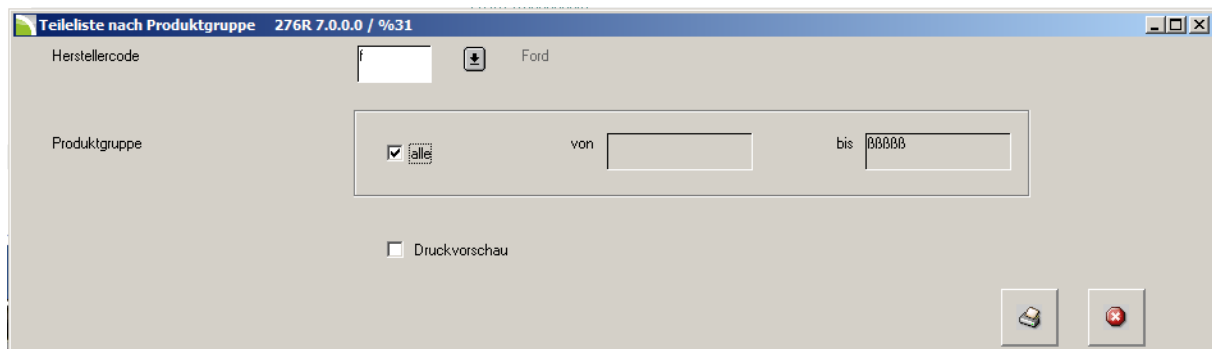 Teileliste nach Produktgruppe 276R 7.0.0.0 / %31
Herstellercode f Ford
Produktgruppe alle von bis ßßßßß
Druckvorschau